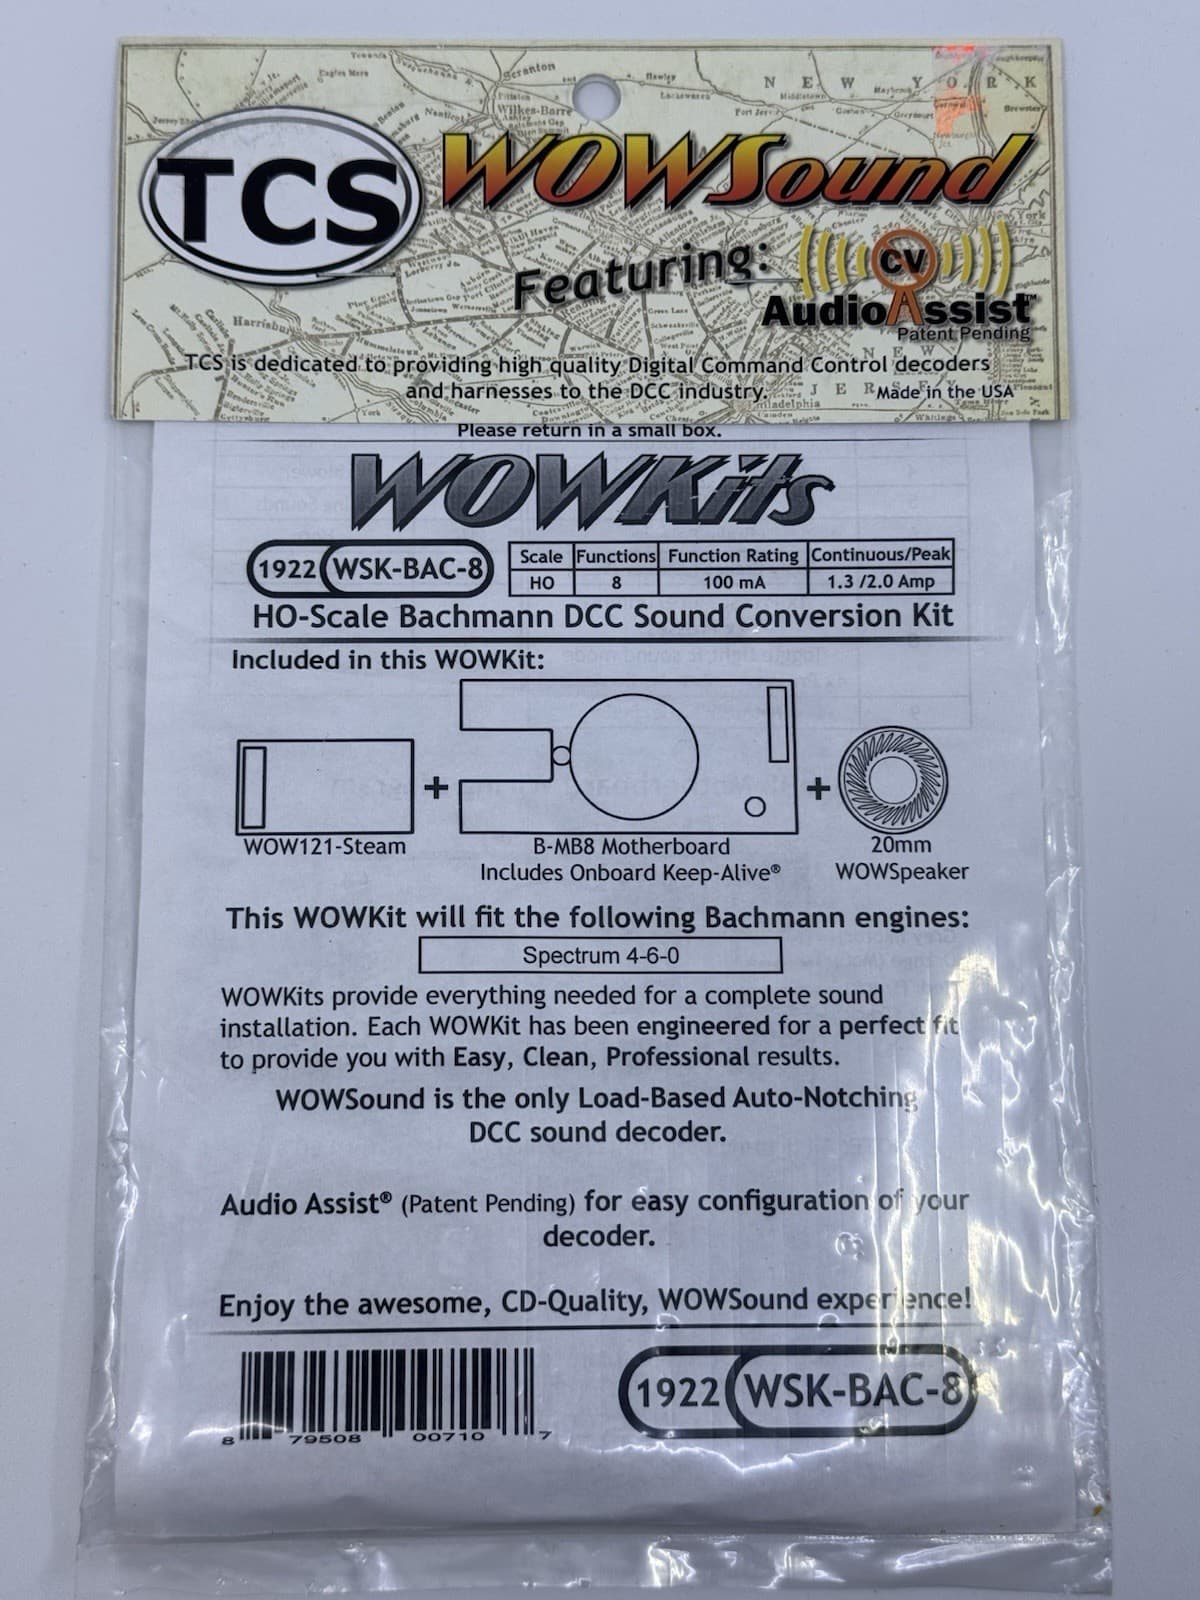 TCS
WOWSound
Featuring:
CV
AudioAssist™
Patent Pending
TCS is dedicated to providing high quality Digital Command Control decoders
and harnesses to the DCC industry.
Made in the USA
NEW YORK
Scranton
Wilkes-Barre
Please return in a small box.
WOWKits
1922 WSK-BAC-8
Scale Functions Function Rating Continuous/Peak
HO 8 100 mA 1.3 /2.0 Amp
HO-Scale Bachmann DCC Sound Conversion Kit
Included in this WOWKit:
+ +
WOW121-Steam B-MB8 Motherboard 20mm
Includes Onboard Keep-Alive® WOWSpeaker
This WOWKit will fit the following Bachmann engines:
Spectrum 4-6-0
WOWKits provide everything needed for a complete sound
installation. Each WOWKit has been engineered for a perfect fit
to provide you with Easy, Clean, Professional results.
WOWSound is the only Load-Based Auto-Notching
DCC sound decoder.
Audio Assist® (Patent Pending) for easy configuration of your
decoder.
Enjoy the awesome, CD-Quality, WOWSound experience!
8 79508 00710 7
1922 WSK-BAC-8